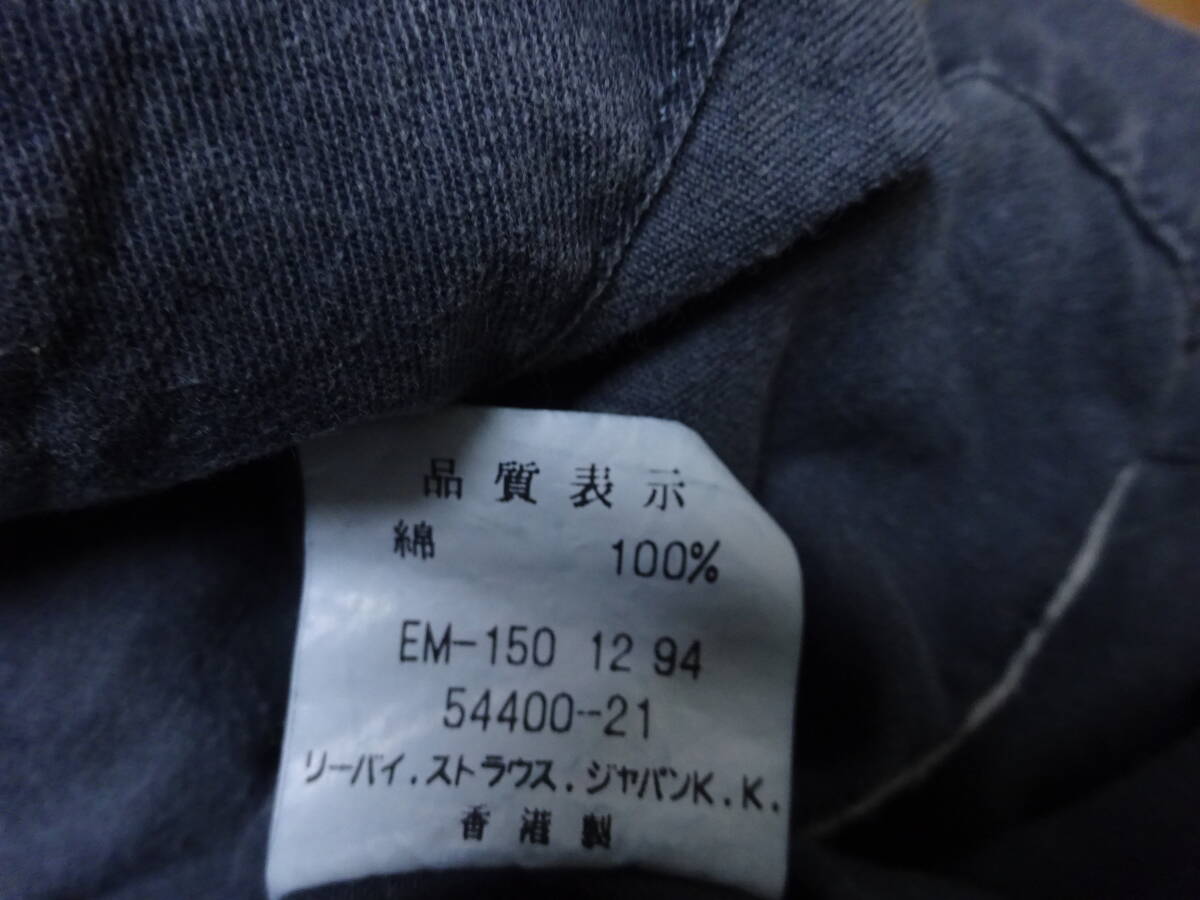 品質表示
綿 100%
EM-150 12 94
54400-21
リーバイ.ストラウス.ジャパンK.K.
香港製